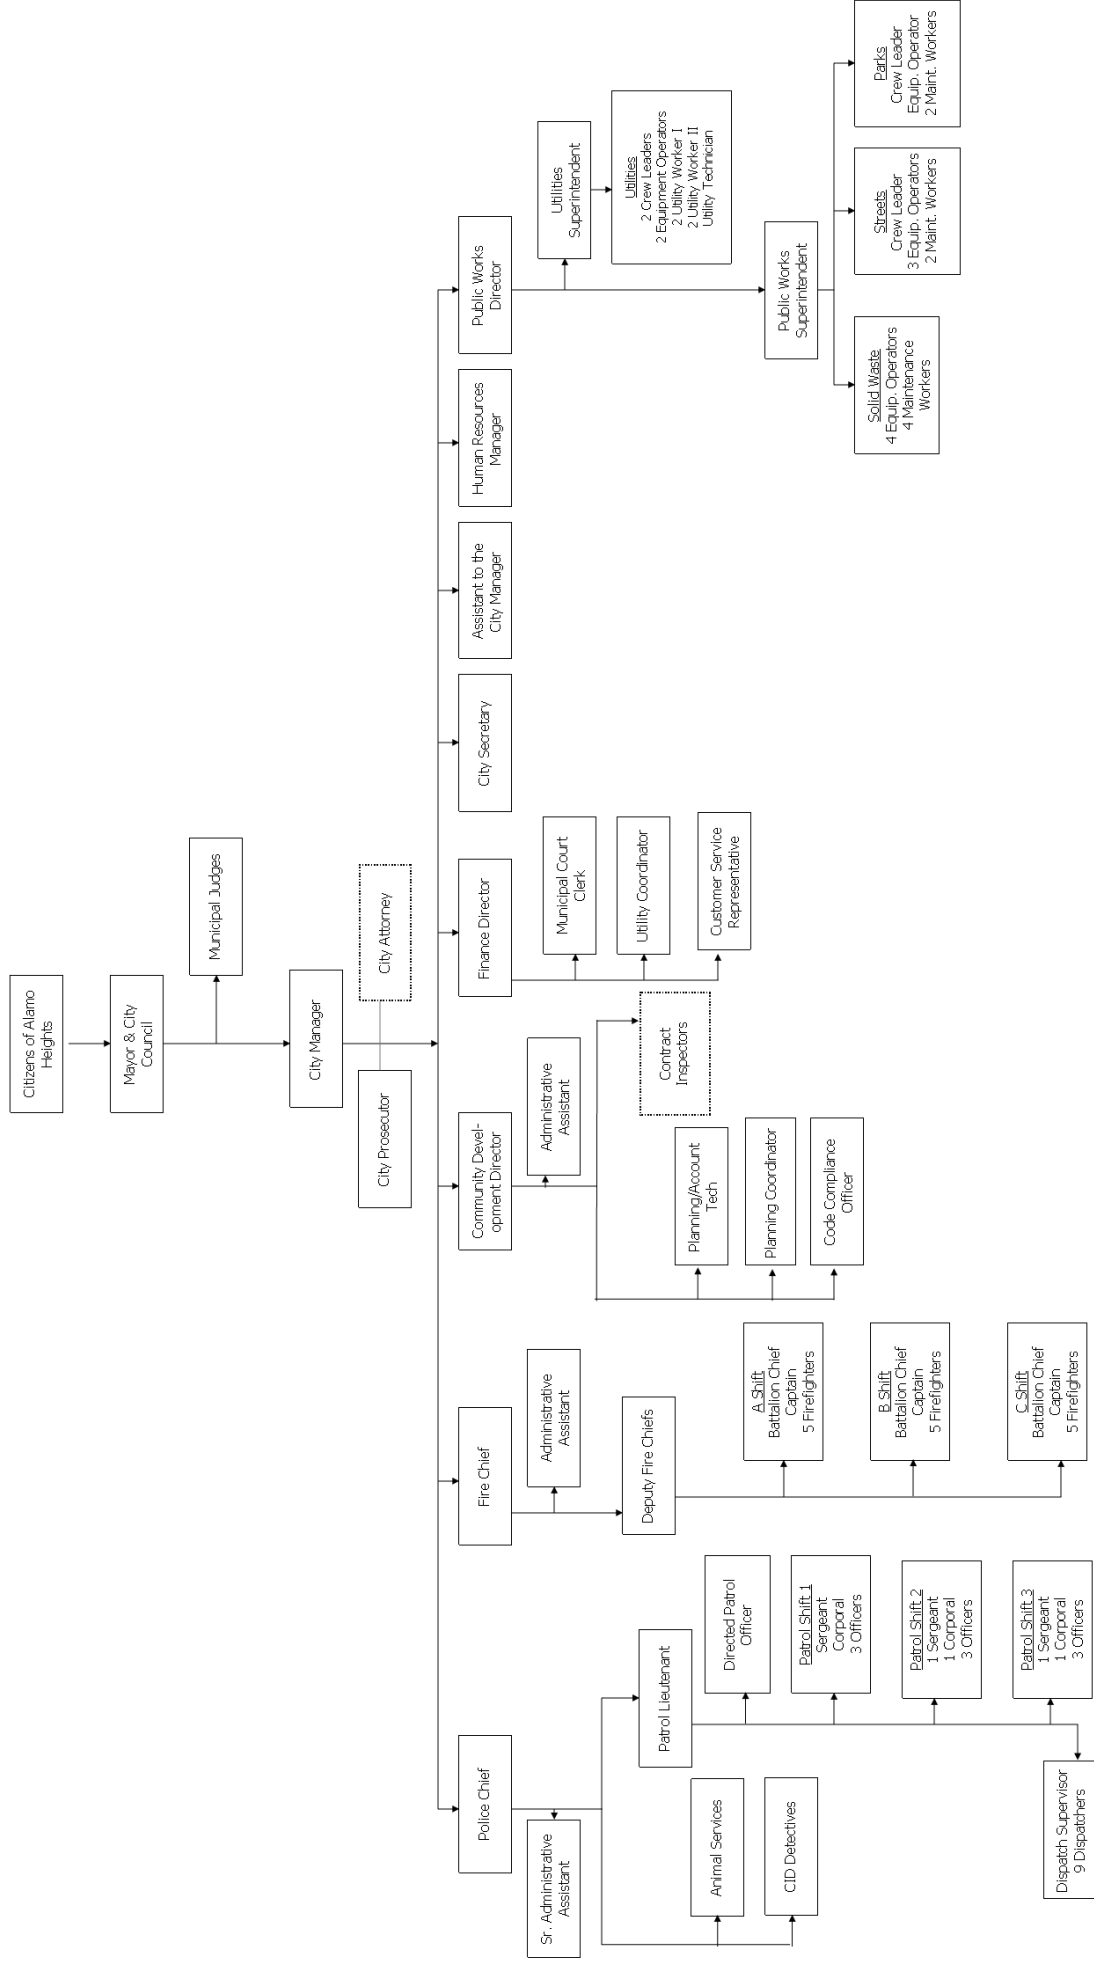 Citizens of Alamo
Heights
Mayor & City
Council
Municipal Judges
City Manager
City Prosecutor
City Attorney
Police Chief
Fire Chief
Community Devel-
opment Director
Finance Director
City Secretary
Assistant to the
City Manager
Human Resources
Manager
Public Works
Director
Sr. Administrative
Assistant
Animal Services
CID Detectives
Patrol Lieutenant
Directed Patrol
Officer
Patrol Shift 1
Sergeant
Corporal
3 Officers
Patrol Shift 2
1 Sergeant
1 Corporal
3 Officers
Patrol Shift 3
1 Sergeant
1 Corporal
3 Officers
Dispatch Supervisor
9 Dispatchers
Administrative
Assistant
Deputy Fire Chiefs
A Shift
Battalion Chief
Captain
5 Firefighters
B Shift
Battalion Chief
Captain
5 Firefighters
C Shift
Battalion Chief
Captain
5 Firefighters
Administrative
Assistant
Contract
Inspectors
Planning/Account
Tech
Planning Coordinator
Code Compliance
Officer
Municipal Court
Clerk
Utility Coordinator
Customer Service
Representative
Utilities
Superintendent
Utilities
2 Crew Leaders
2 Equipment Operators
2 Utility Worker I
2 Utility Worker II
Utility Technician
Public Works
Superintendent
Solid Waste
4 Equip. Operators
4 Maintenance
Workers
Streets
Crew Leader
3 Equip. Operators
2 Maint. Workers
Parks
Crew Leader
Equip. Operator
2 Maint. Workers